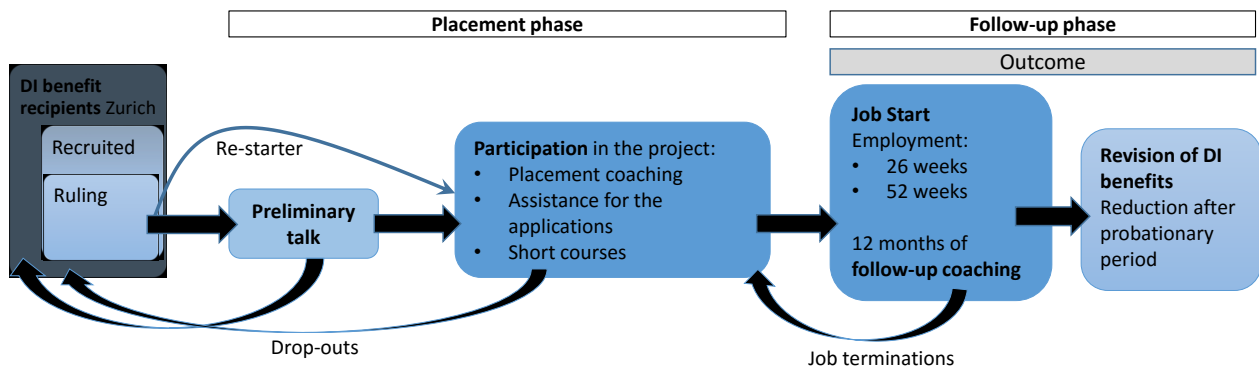 Placement phase
Follow-up phase
Outcome
DI benefit
recipients Zurich
Recruited
Ruling
Re-starter
Preliminary
talk
Participation in the project:
• Placement coaching
• Assistance for the
applications
• Short courses
Job Start
Employment:
• 26 weeks
• 52 weeks
12 months of
follow-up coaching
Revision of DI
benefits
Reduction after
probationary
period
Drop-outs
Job terminations